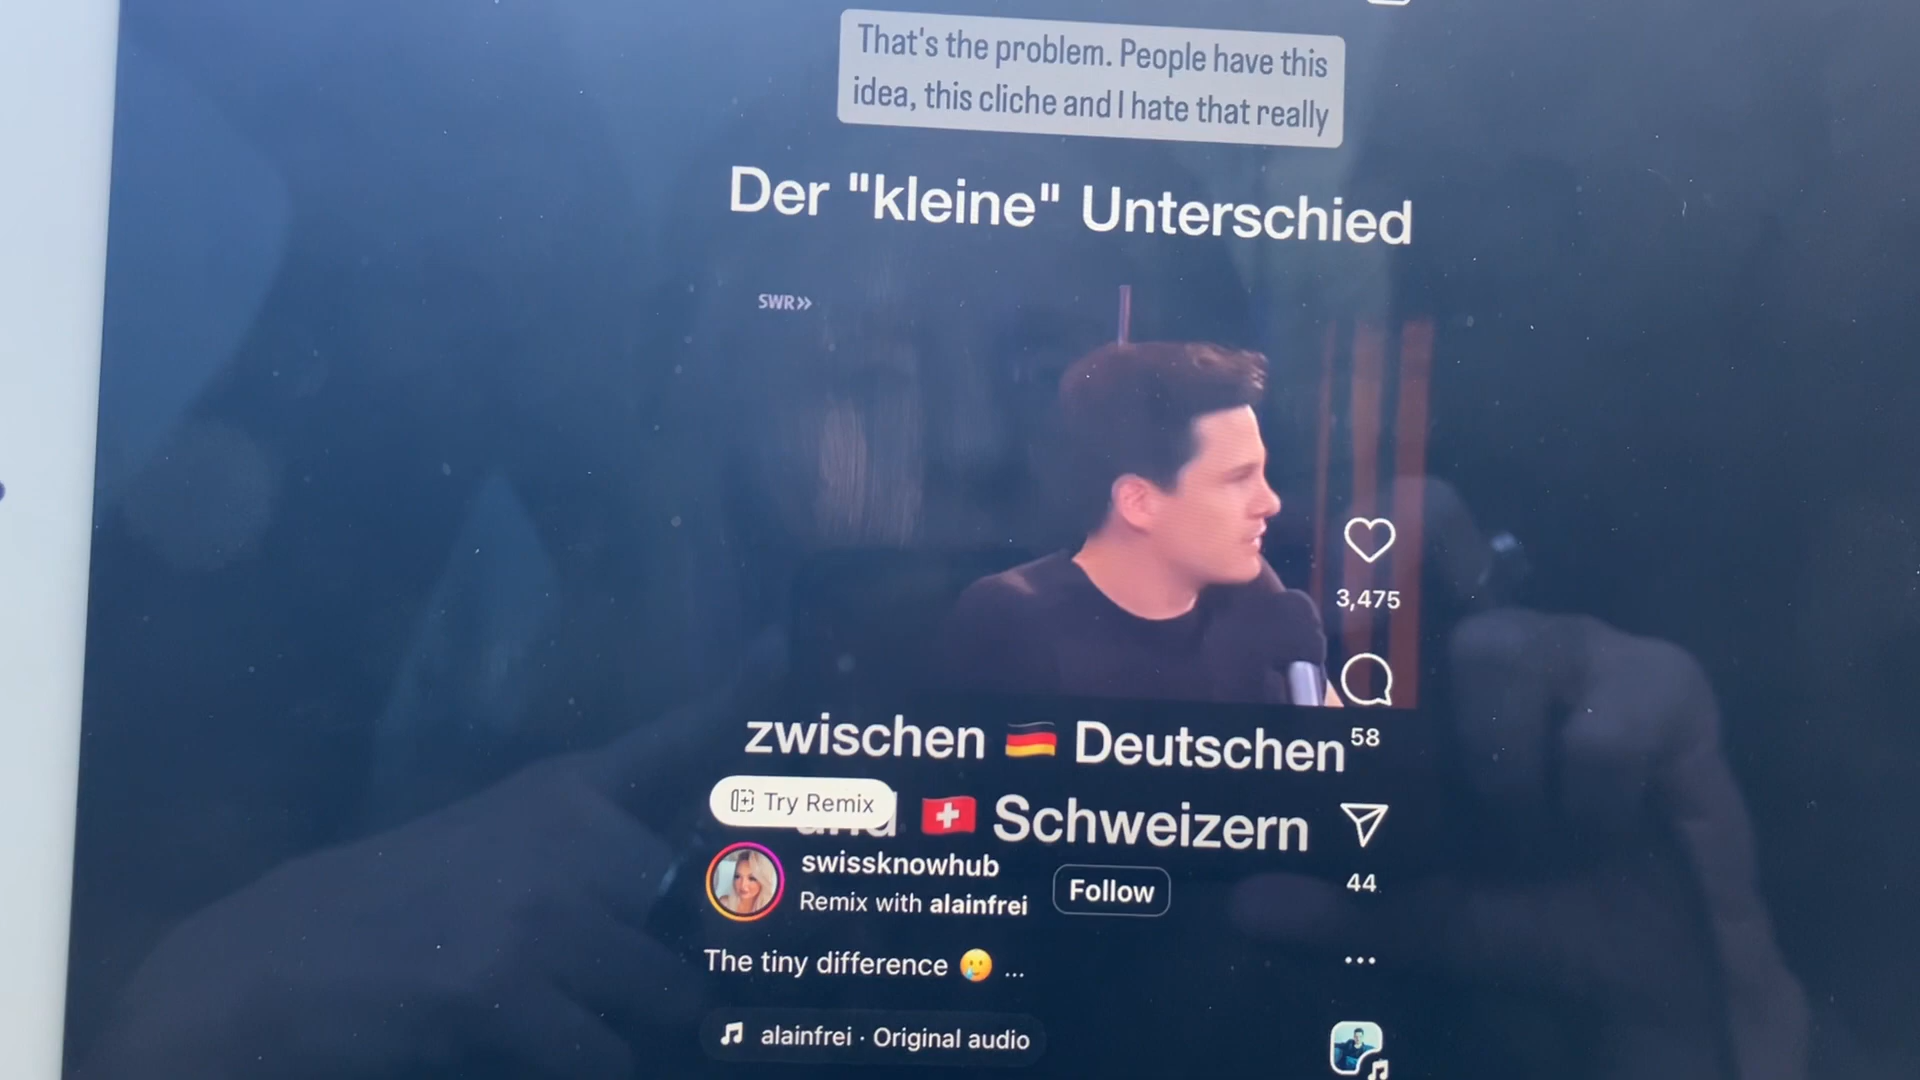 That's the problem. People have this
idea, this cliche and I hate that really
Der "kleine" Unterschied
SWR»
3,475
zwischen 🇩🇪 Deutschen
58
Try Remix
🇨🇭 Schweizern
swissknowhub
Remix with alainfrei
Follow
44
The tiny difference 🥲 ...
alainfrei · Original audio